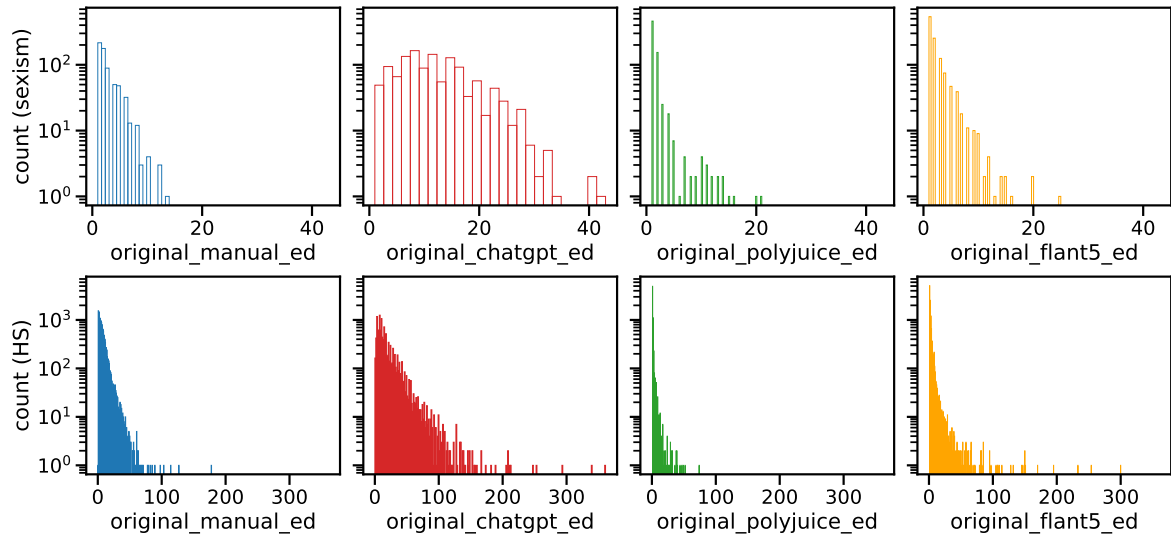 count (sexism)
10² 10¹ 10⁰
0 20 40
original_manual_ed
0 20 40
original_chatgpt_ed
0 20 40
original_polyjuice_ed
0 20 40
original_flant5_ed
count (HS)
10³ 10² 10¹ 10⁰
0 100 200 300
original_manual_ed
0 100 200 300
original_chatgpt_ed
0 100 200 300
original_polyjuice_ed
0 100 200 300
original_flant5_ed